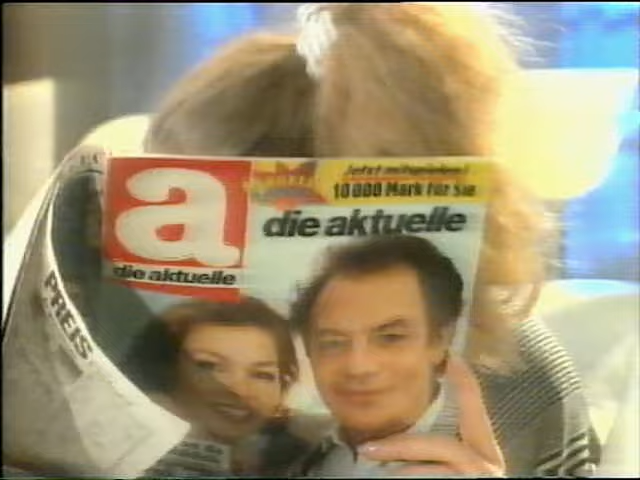 a
die aktuelle
Jetzt mitspielen!
10 000 Mark für Sie
die aktuelle
PREIS